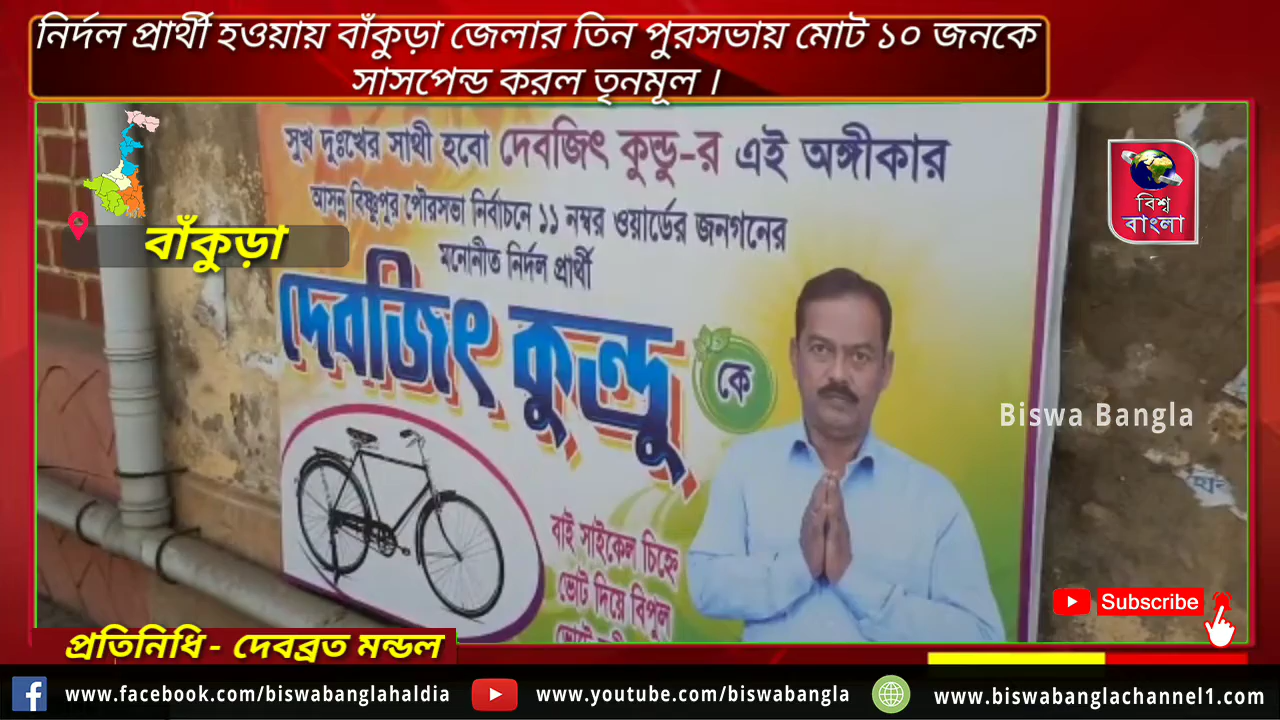 নির্দল প্রার্থী হওয়ায় বাঁকুড়া জেলার তিন পুরসভায় মোট ১০ জনকে
সাসপেন্ড করল তৃনমূল ।
সুখ দুঃখের সাথী হবো দেবজিৎ কুন্ডু-র এই অঙ্গীকার
আসন্ন বিষ্ণুপুর পৌরসভা নির্বাচনে ১১ নম্বর ওয়ার্ডের জনগনের
মনোনীত নির্দল প্রার্থী
দেবজিৎ কুন্ডু কে
বাই সাইকেল চিহ্নে
ভোট দিয়ে বিপুল
বাঁকুড়া
বিশ্ব
বাংলা
Biswa Bangla
Subscribe
প্রতিনিধি - দেবব্রত মন্ডল
www.facebook.com/biswabanglahaldia
www.youtube.com/biswabangla
www.biswabanglachannel1.com